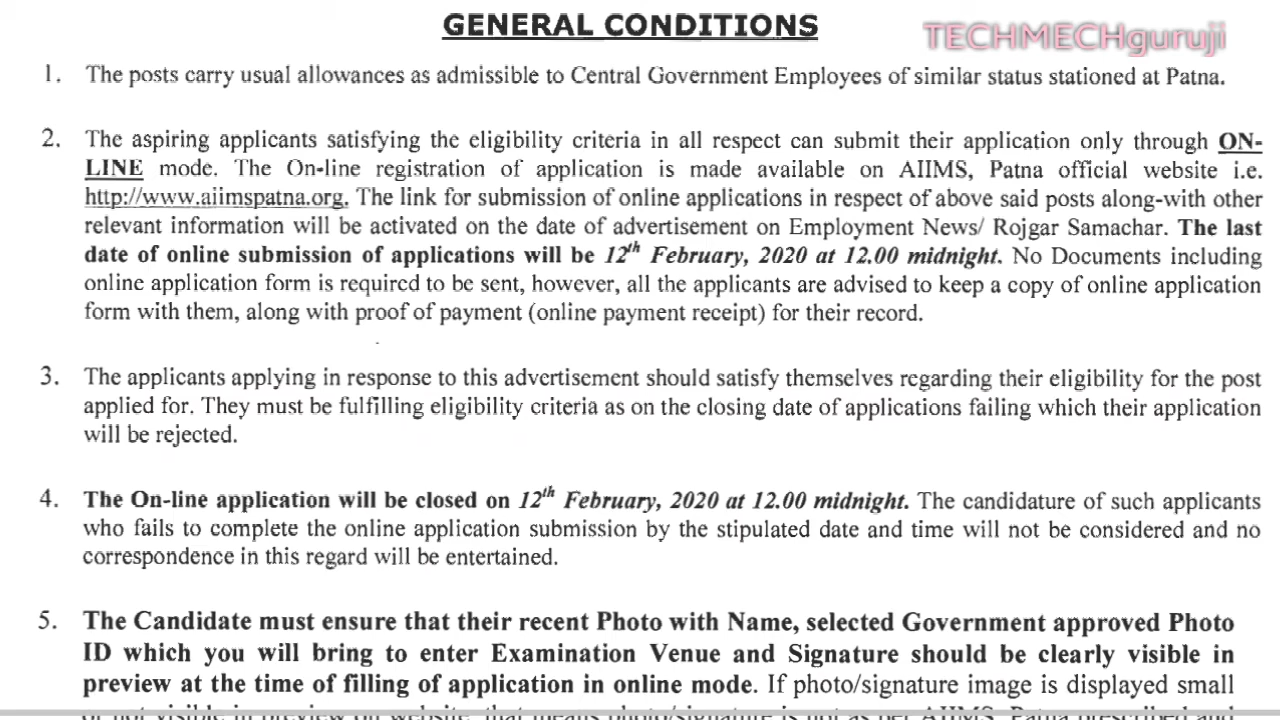 GENERAL CONDITIONS
TECHMECHguruji
1. The posts carry usual allowances as admissible to Central Government Employees of similar status stationed at Patna.
2. The aspiring applicants satisfying the eligibility criteria in all respect can submit their application only through ON-
LINE mode. The On-line registration of application is made available on AIIMS, Patna official website i.e.
http://www.aiimspatna.org. The link for submission of online applications in respect of above said posts along-with other
relevant information will be activated on the date of advertisement on Employment News/ Rojgar Samachar. The last
date of online submission of applications will be 12th February, 2020 at 12.00 midnight. No Documents including
online application form is required to be sent, however, all the applicants are advised to keep a copy of online application
form with them, along with proof of payment (online payment receipt) for their record.
3. The applicants applying in response to this advertisement should satisfy themselves regarding their eligibility for the post
applied for. They must be fulfilling eligibility criteria as on the closing date of applications failing which their application
will be rejected.
4. The On-line application will be closed on 12th February, 2020 at 12.00 midnight. The candidature of such applicants
who fails to complete the online application submission by the stipulated date and time will not be considered and no
correspondence in this regard will be entertained.
5. The Candidate must ensure that their recent Photo with Name, selected Government approved Photo
ID which you will bring to enter Examination Venue and Signature should be clearly visible in
preview at the time of filling of application in online mode. If photo/signature image is displayed small